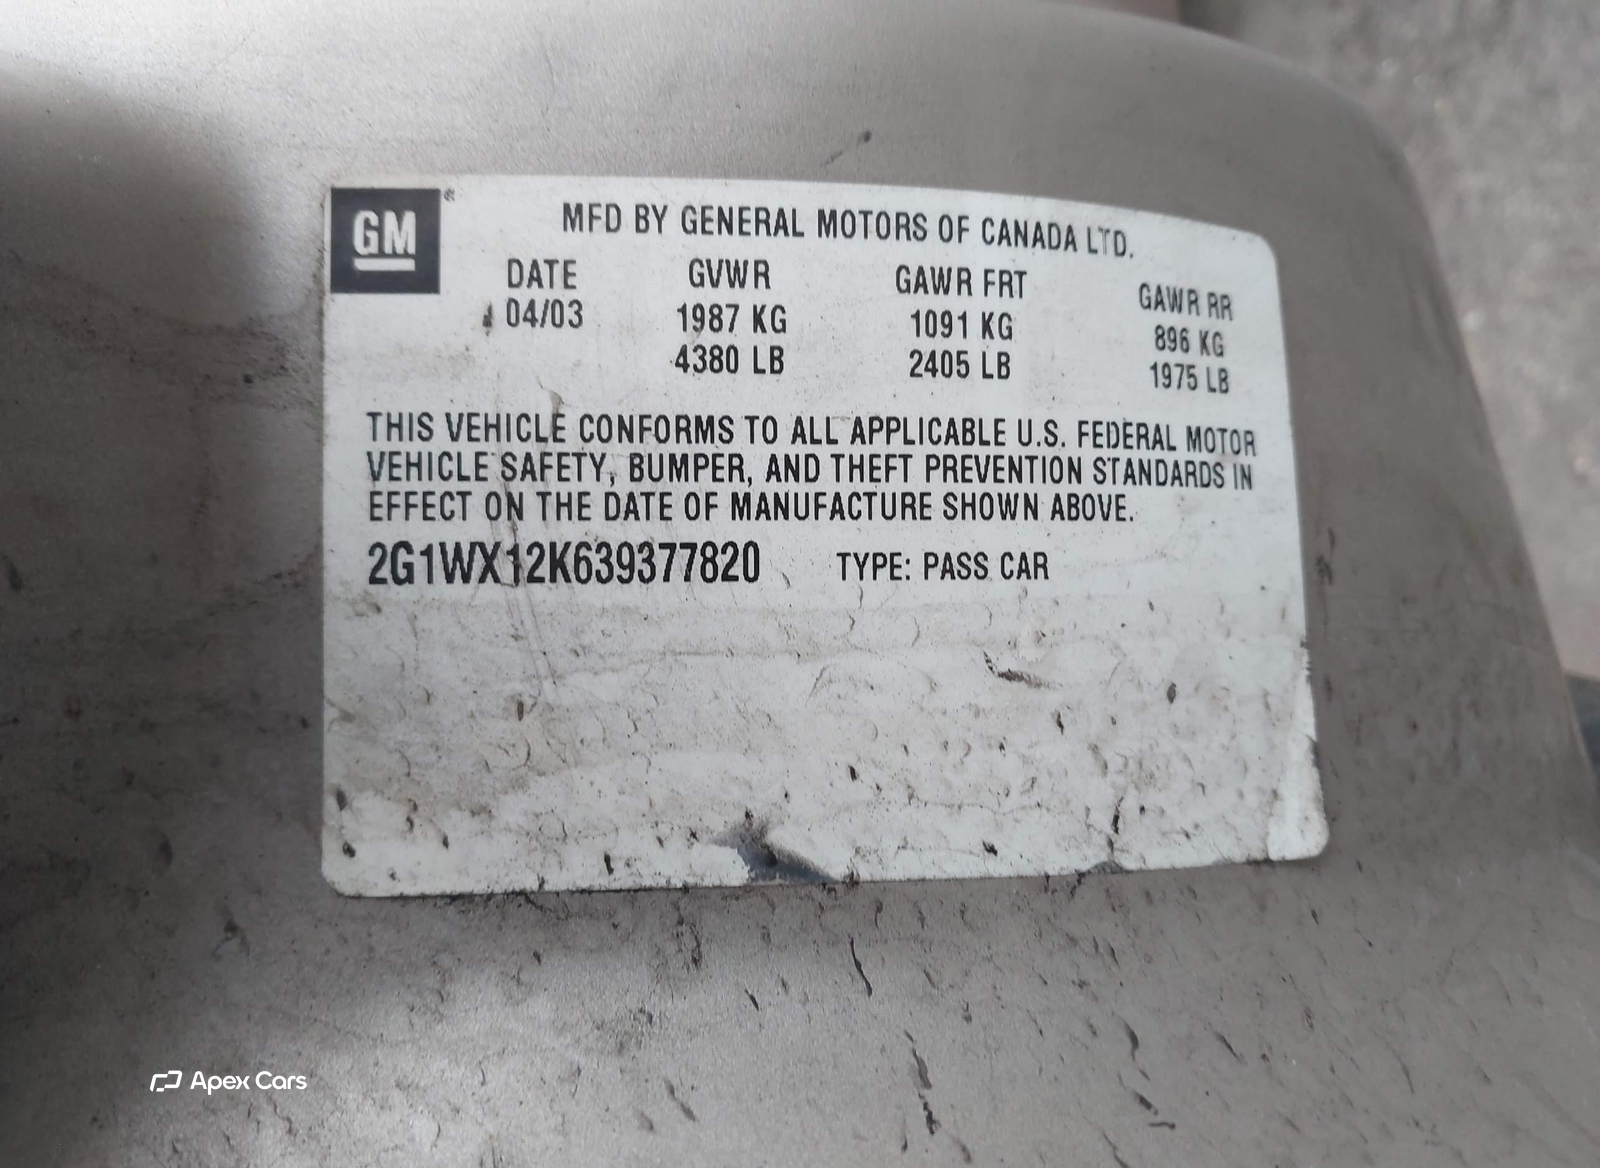 GM®
MFD BY GENERAL MOTORS OF CANADA LTD.
DATE GVWR GAWR FRT GAWR RR
04/03 1987 KG 1091 KG 896 KG
4380 LB 2405 LB 1975 LB
THIS VEHICLE CONFORMS TO ALL APPLICABLE U.S. FEDERAL MOTOR
VEHICLE SAFETY, BUMPER, AND THEFT PREVENTION STANDARDS IN
EFFECT ON THE DATE OF MANUFACTURE SHOWN ABOVE.
2G1WX12K639377820 TYPE: PASS CAR
Apex Cars